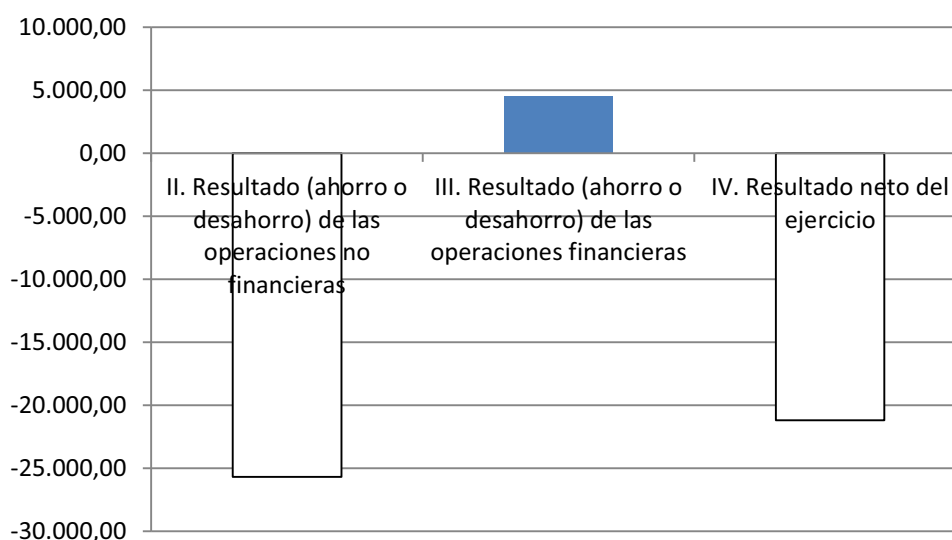 10.000,00
5.000,00
0,00
-5.000,00
-10.000,00
-15.000,00
-20.000,00
-25.000,00
-30.000,00
II. Resultado (ahorro o
desahorro) de las
operaciones no
financieras
III. Resultado (ahorro o
desahorro) de las
operaciones financieras
IV. Resultado neto del
ejercicio